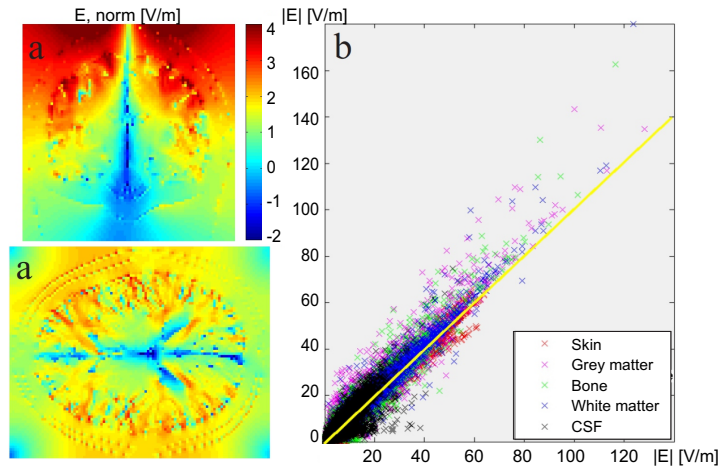 E, norm [V/m]
|E| [V/m]
a
4
3
2
1
0
-1
-2
a
b
160
140
120
100
80
60
40
20
0
20
40
60
80
100
120
|E| [V/m]
Skin
Grey matter
Bone
White matter
CSF